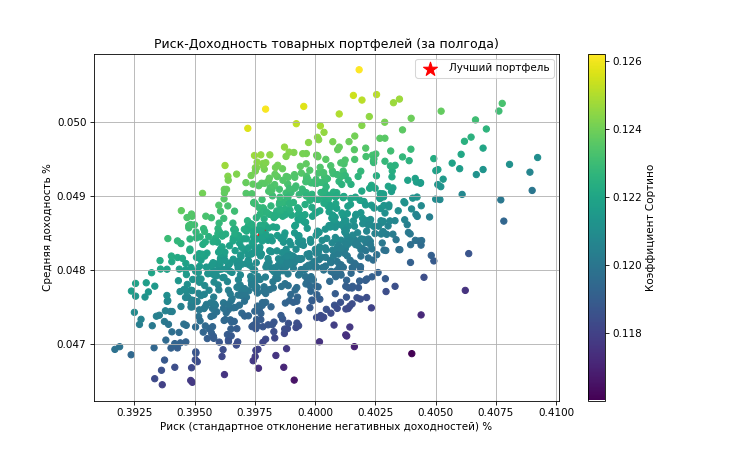 Риск-Доходность товарных портфелей (за полгода)
Лучший портфель
Средняя доходность %
0.050
0.049
0.048
0.047
0.3925 0.3950 0.3975 0.4000 0.4025 0.4050 0.4075 0.4100
Риск (стандартное отклонение негативных доходностей) %
0.126
0.124
0.122
0.120
0.118
Коэффициент Сортино